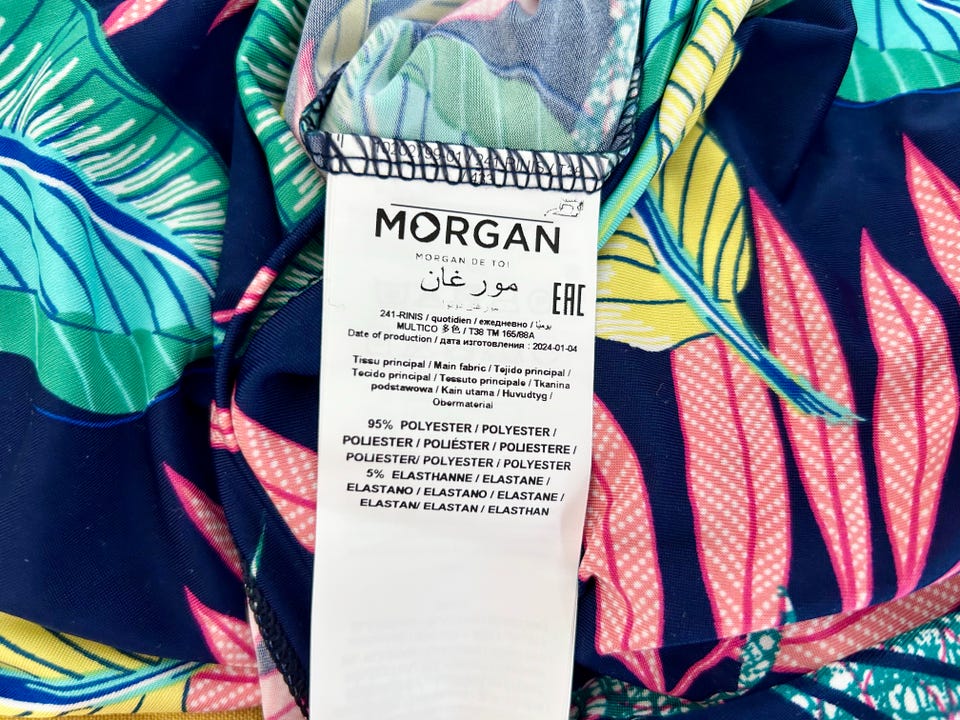 MORGAN
MORGAN DE TOI
مورغان
EAC
241-RINIS / quotidien / ежедневно / يوميًا
MULTICO 多色 / T38 TM 165/88A
Date of production / дата изготовления : 2024-01-04
Tissu principal / Main fabric / Tejido principal /
Tecido principal / Tessuto principale / Tkanina
podstawowa / Kain utama / Huvudtyg /
Obermaterial
95% POLYESTER / POLYESTER /
POLIESTER / POLIÉSTER / POLIESTERE /
POLIESTER/ POLYESTER / POLYESTER
5% ELASTHANNE / ELASTANE /
ELASTANO / ELASTANO / ELASTANE /
ELASTAN/ ELASTAN / ELASTHAN